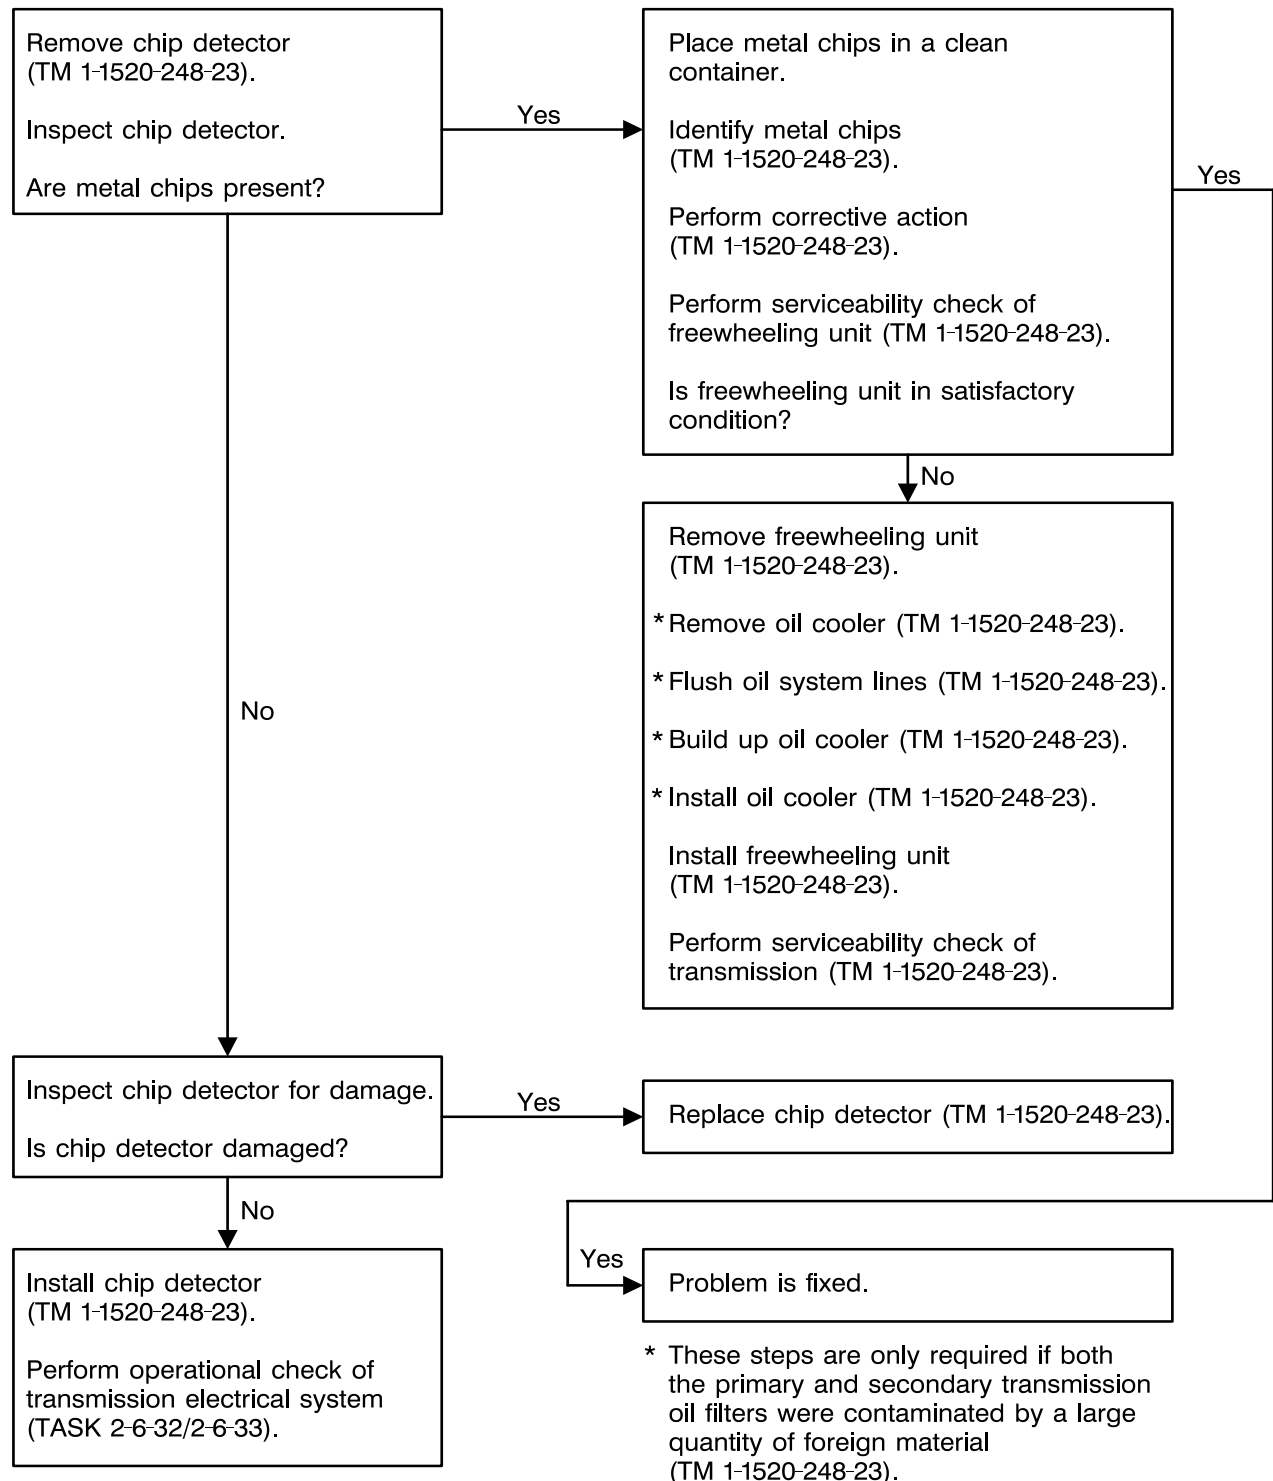 Remove chip detector
(TM 1-1520-248-23).
Inspect chip detector.
Are metal chips present?
Yes
Place metal chips in a clean
container.
Identify metal chips
(TM 1-1520-248-23).
Perform corrective action
(TM 1-1520-248-23).
Perform serviceability check of
freewheeling unit (TM 1-1520-248-23).
Is freewheeling unit in satisfactory
condition?
Yes
No
Remove freewheeling unit
(TM 1-1520-248-23).
* Remove oil cooler (TM 1-1520-248-23).
* Flush oil system lines (TM 1-1520-248-23).
* Build up oil cooler (TM 1-1520-248-23).
* Install oil cooler (TM 1-1520-248-23).
Install freewheeling unit
(TM 1-1520-248-23).
Perform serviceability check of
transmission (TM 1-1520-248-23).
No
Inspect chip detector for damage.
Is chip detector damaged?
Yes
Replace chip detector (TM 1-1520-248-23).
No
Install chip detector
(TM 1-1520-248-23).
Perform operational check of
transmission electrical system
(TASK 2-6-32/2-6-33).
Yes
Problem is fixed.
* These steps are only required if both
the primary and secondary transmission
oil filters were contaminated by a large
quantity of foreign material
(TM 1-1520-248-23).